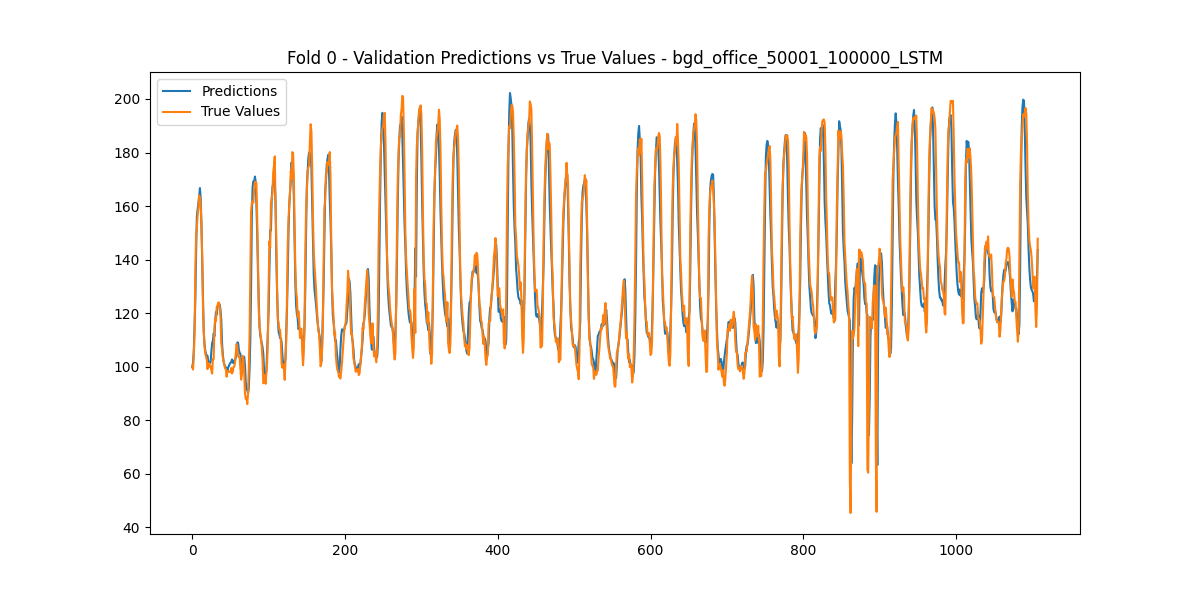 Fold 0 - Validation Predictions vs True Values - bgd_office_50001_100000_LSTM
Predictions
True Values
200
180
160
140
120
100
80
60
40
0 200 400 600 800 1000